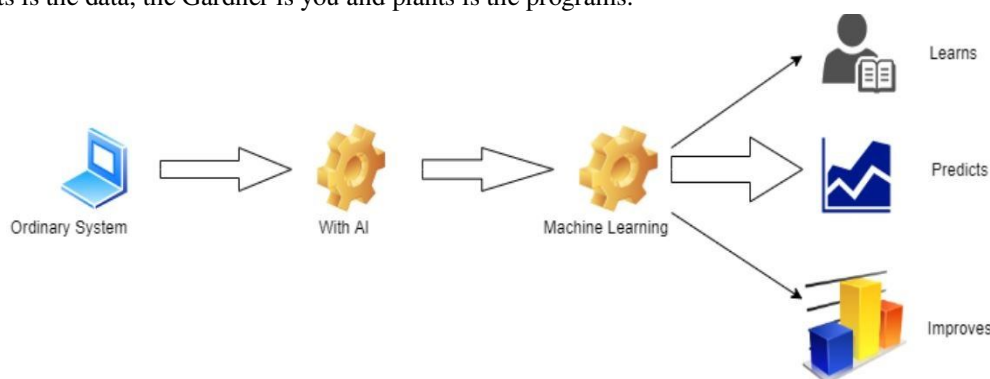 ts is the data, the Gardner is you and plants is the programs.
Learns
Ordinary System
With AI
Machine Learning
Predicts
Improves